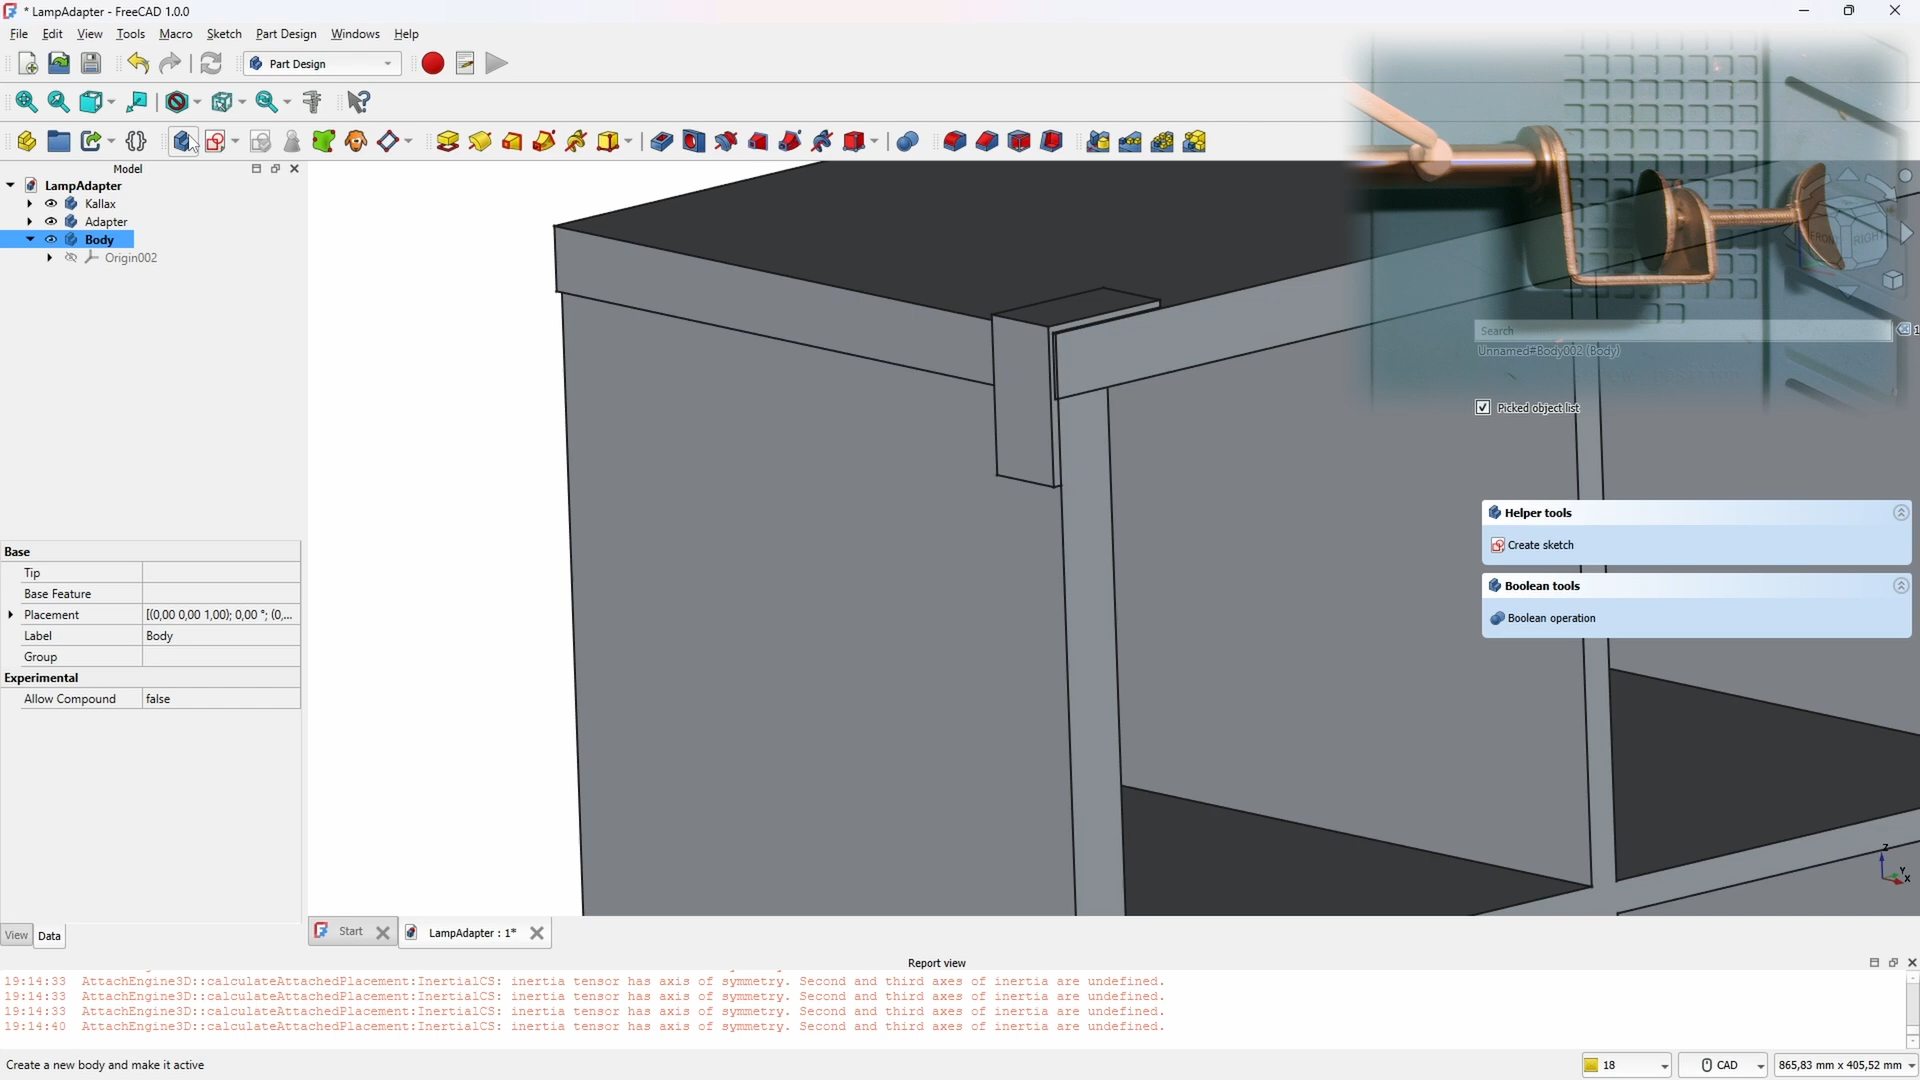 * LampAdapter - FreeCAD 1.0.0
File Edit View Tools Macro Sketch Part Design Windows Help
Part Design
Model
LampAdapter
Kallax
Adapter
Body
Origin002
FRONT RIGHT
Search
1
Unnamed#Body002 (Body)
Picked object list
Helper tools
Create sketch
Boolean tools
Boolean operation
Base
Tip
Base Feature
Placement [(0,00 0,00 1,00); 0,00 °; (0,...
Label Body
Group
Experimental
Allow Compound false
Z
Y
X
View Data
Start
LampAdapter : 1*
Report view
19:14:33 AttachEngine3D::calculateAttachedPlacement:InertialCS: inertia tensor has axis of symmetry. Second and third axes of inertia are undefined.
19:14:33 AttachEngine3D::calculateAttachedPlacement:InertialCS: inertia tensor has axis of symmetry. Second and third axes of inertia are undefined.
19:14:33 AttachEngine3D::calculateAttachedPlacement:InertialCS: inertia tensor has axis of symmetry. Second and third axes of inertia are undefined.
19:14:40 AttachEngine3D::calculateAttachedPlacement:InertialCS: inertia tensor has axis of symmetry. Second and third axes of inertia are undefined.
Create a new body and make it active
18
CAD
865,83 mm x 405,52 mm